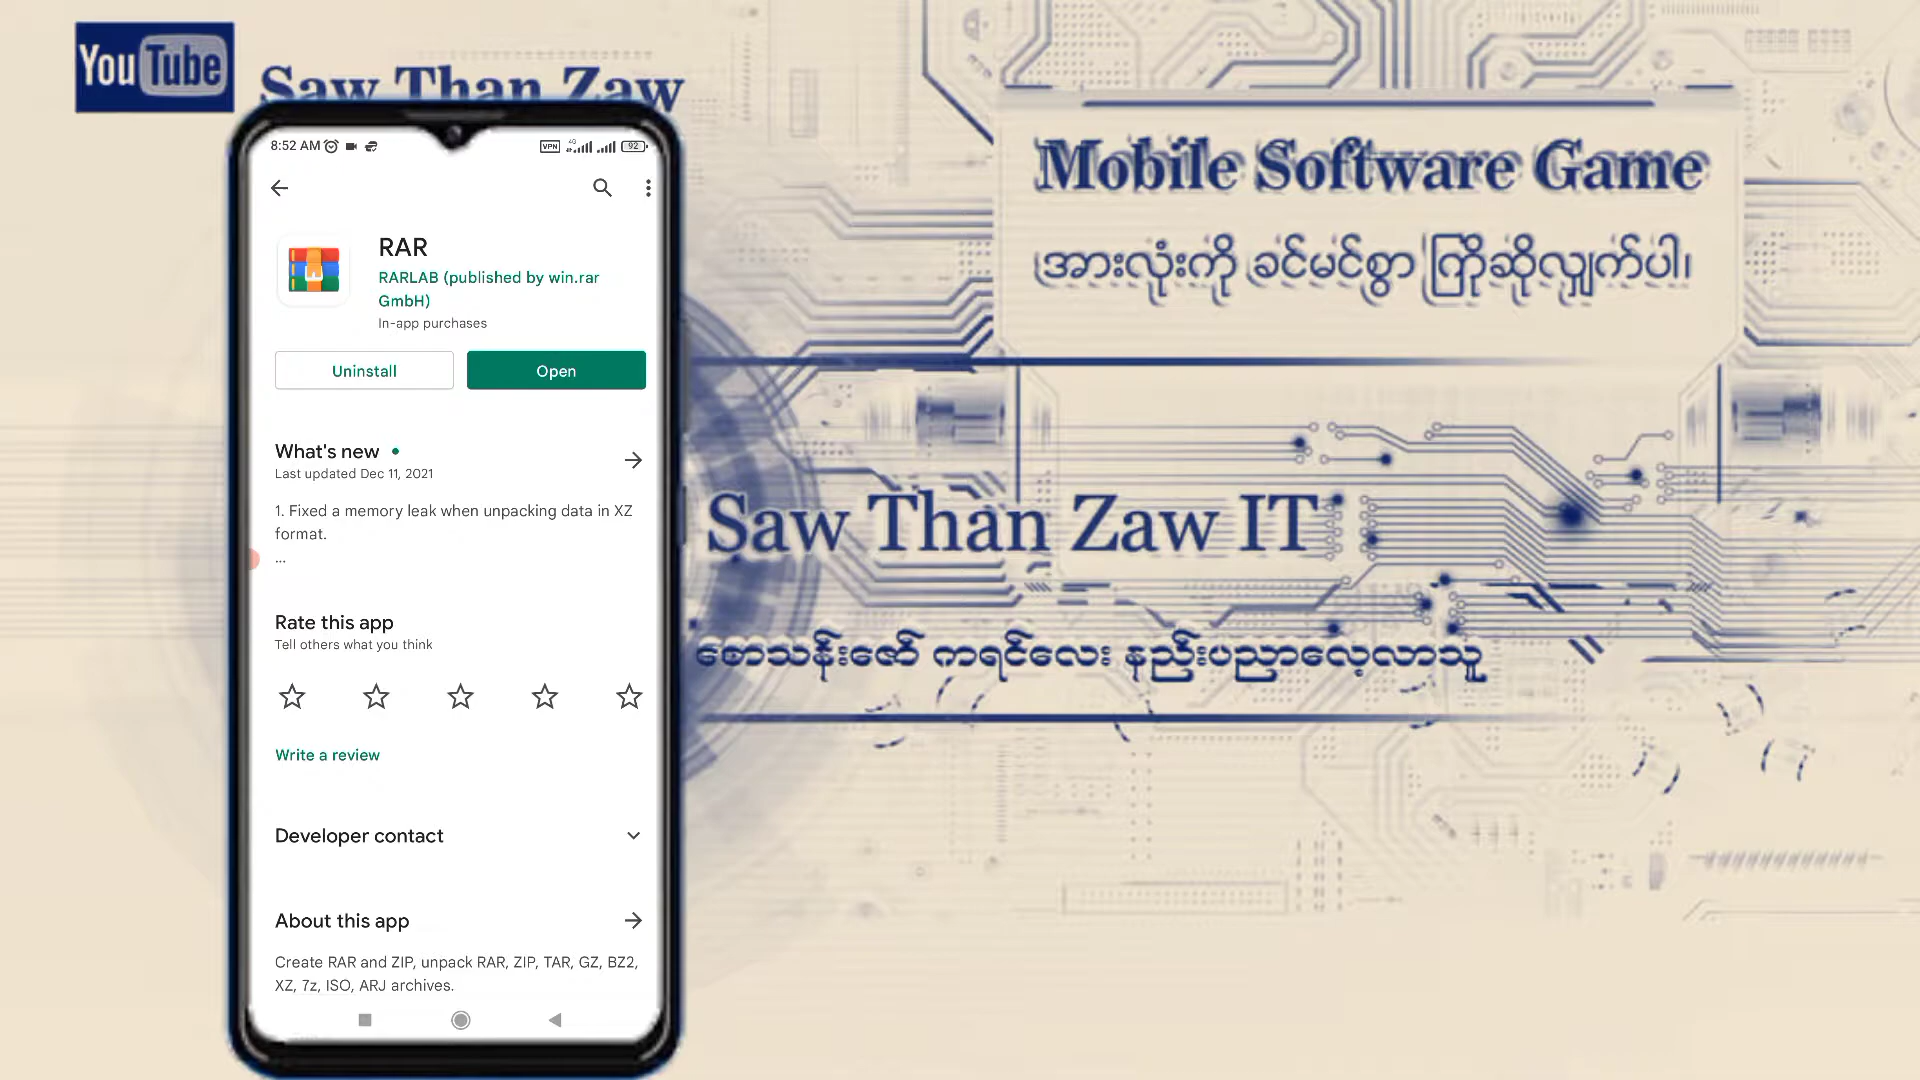 YouTube
Saw Than Zaw
Mobile Software Game
အားလုံးကို ခင်မင်စွာ ကြိုဆိုလျှက်ပါ၊
8:52 AM
VPN
4G
92
RAR
RARLAB (published by win.rar
GmbH)
In-app purchases
Uninstall
Open
What's new
Last updated Dec 11, 2021
1. Fixed a memory leak when unpacking data in XZ
format.
...
Rate this app
Tell others what you think
Write a review
Developer contact
About this app
Create RAR and ZIP, unpack RAR, ZIP, TAR, GZ, BZ2,
XZ, 7z, ISO, ARJ archives.
Saw Than Zaw IT
စောသန်းဇော် ကရင်လေး နည်းပညာလေ့လာသူ